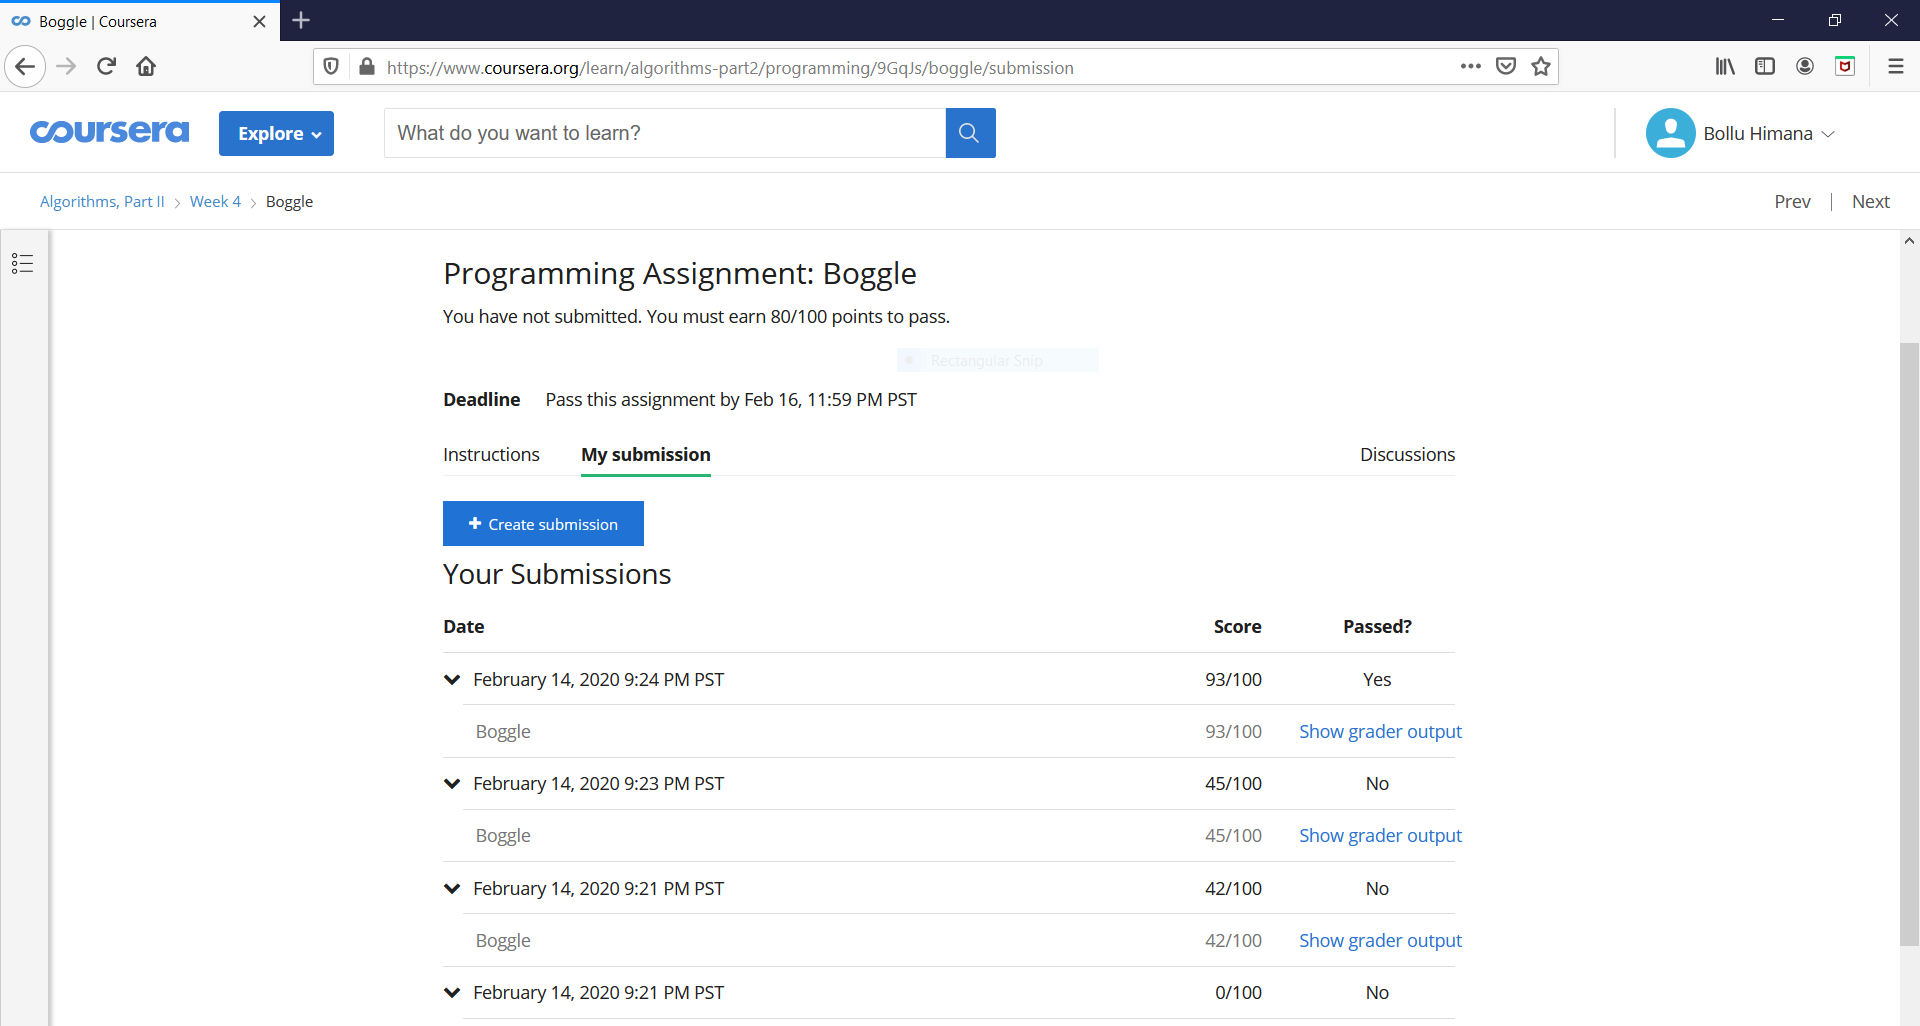 Boggle | Coursera
https://www.coursera.org/learn/algorithms-part2/programming/9GqJs/boggle/submission
coursera
Explore
What do you want to learn?
Bollu Himana
Algorithms, Part II > Week 4 > Boggle
Prev | Next
Programming Assignment: Boggle
You have not submitted. You must earn 80/100 points to pass.
Rectangular Snip
Deadline Pass this assignment by Feb 16, 11:59 PM PST
Instructions My submission Discussions
+ Create submission
Your Submissions
Date Score Passed?
February 14, 2020 9:24 PM PST 93/100 Yes
Boggle 93/100 Show grader output
February 14, 2020 9:23 PM PST 45/100 No
Boggle 45/100 Show grader output
February 14, 2020 9:21 PM PST 42/100 No
Boggle 42/100 Show grader output
February 14, 2020 9:21 PM PST 0/100 No